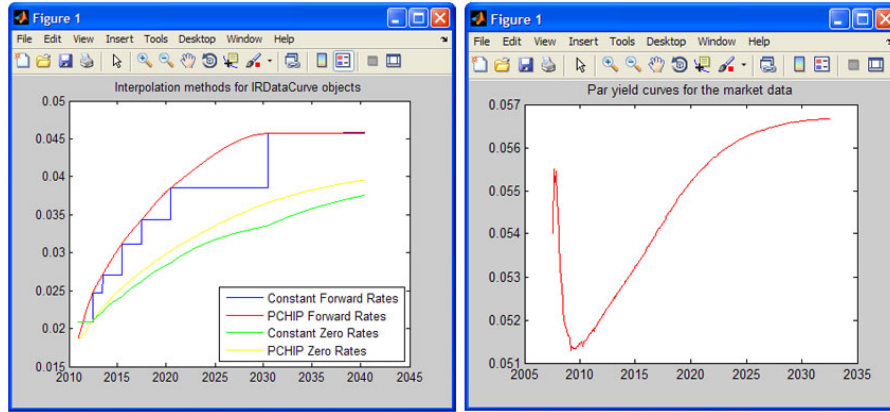 Figure 1
File Edit View Insert Tools Desktop Window Help
Interpolation methods for IRDataCurve objects
0.05
0.045
0.04
0.035
0.03
0.025
0.02
0.015
2010 2015 2020 2025 2030 2035 2040 2045
Constant Forward Rates
PCHIP Forward Rates
Constant Zero Rates
PCHIP Zero Rates
Figure 1
File Edit View Insert Tools Desktop Window Help
Par yield curves for the market data
0.057
0.056
0.055
0.054
0.053
0.052
0.051
2005 2010 2015 2020 2025 2030 2035